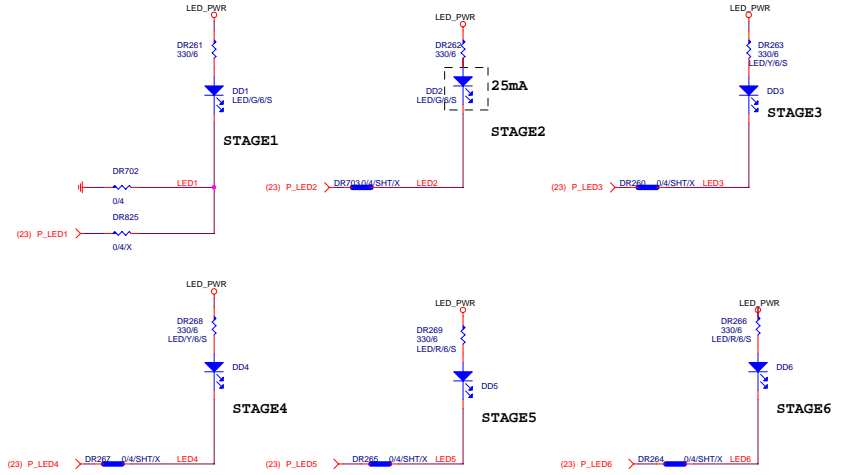 LED_PWR
DR261
330/6
DD1
LED/G/6/S
STAGE1
DR702
LED1
0/4
DR825
(23) P_LED1
0/4/X
LED_PWR
DR262
330/6
DD2
LED/G/6/S
25mA
STAGE2
(23) P_LED2
DR703
0/4/SHT/X
LED2
LED_PWR
DR263
330/6
LED/Y/6/S
DD3
STAGE3
(23) P_LED3
DR260
0/4/SHT/X
LED3
LED_PWR
DR268
330/6
LED/Y/6/S
DD4
STAGE4
(23) P_LED4
DR267
0/4/SHT/X
LED4
LED_PWR
DR269
330/6
LED/R/6/S
DD5
STAGE5
(23) P_LED5
DR265
0/4/SHT/X
LED5
LED_PWR
DR266
330/6
LED/R/6/S
DD6
STAGE6
(23) P_LED6
DR264
0/4/SHT/X
LED6